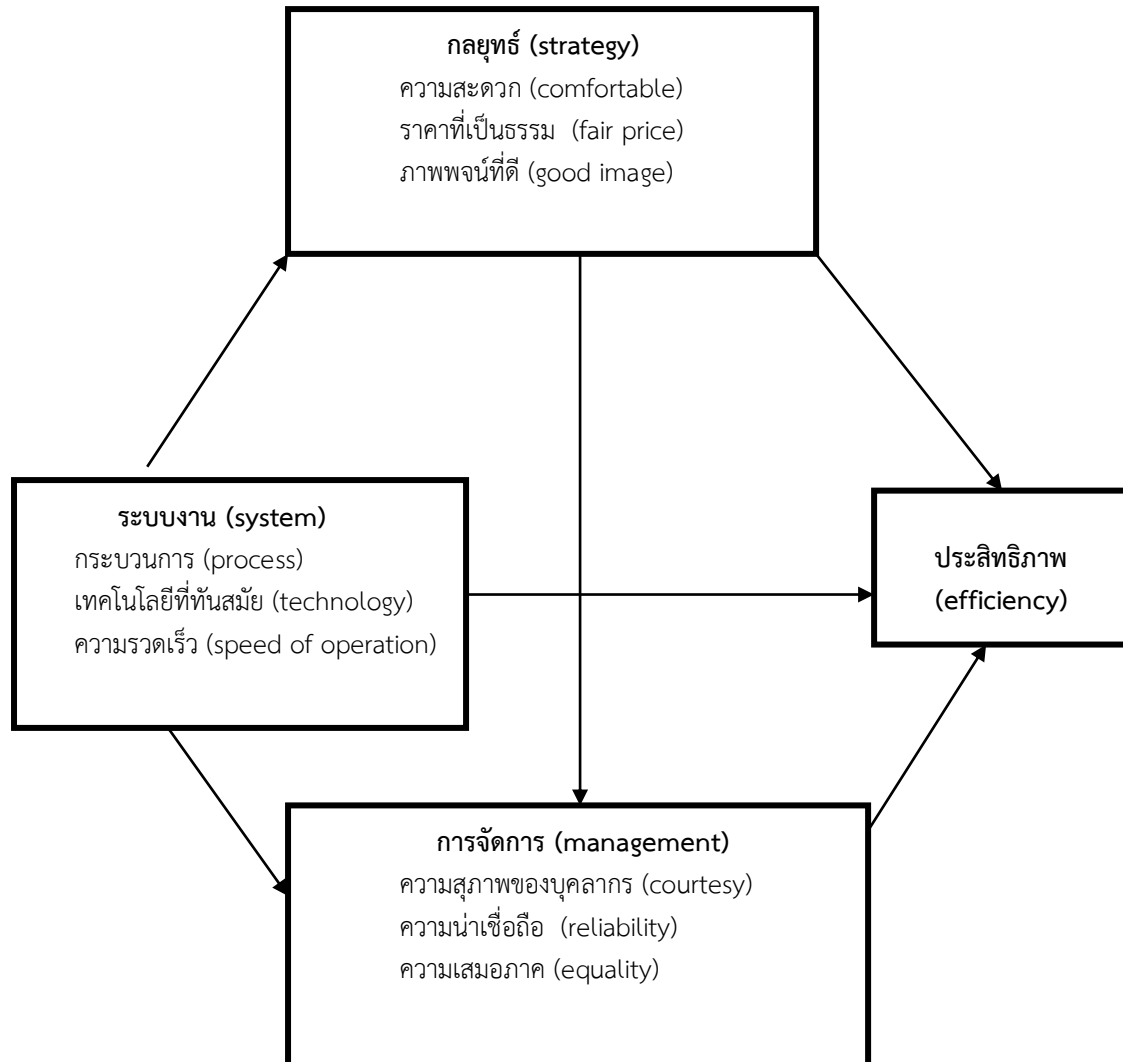 กลยุทธ์ (strategy)
ความสะดวก (comfortable)
ราคาที่เป็นธรรม (fair price)
ภาพพจน์ที่ดี (good image)
ระบบงาน (system)
กระบวนการ (process)
เทคโนโลยีที่ทันสมัย (technology)
ความรวดเร็ว (speed of operation)
ประสิทธิภาพ
(efficiency)
การจัดการ (management)
ความสุภาพของบุคลากร (courtesy)
ความน่าเชื่อถือ (reliability)
ความเสมอภาค (equality)